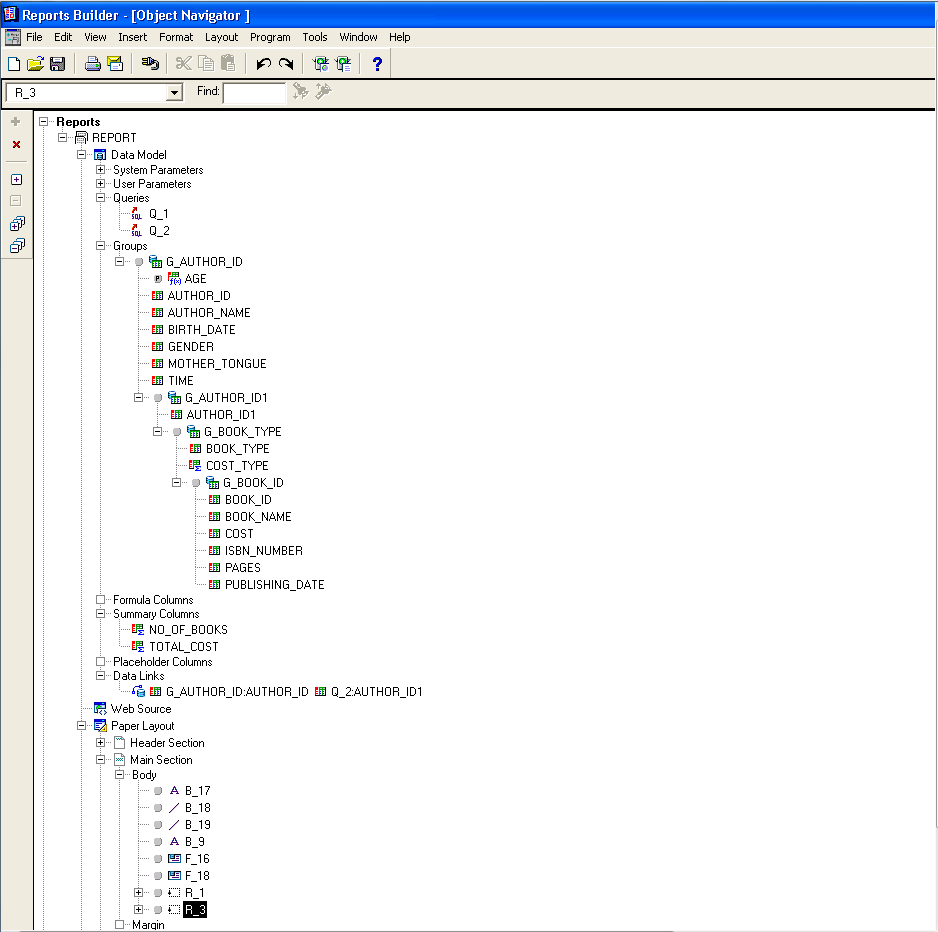 Reports Builder - [Object Navigator ]
File Edit View Insert Format Layout Program Tools Window Help
R_3 Find:
Reports
REPORT
Data Model
System Parameters
User Parameters
Queries
Q_1
Q_2
Groups
G_AUTHOR_ID
AGE
AUTHOR_ID
AUTHOR_NAME
BIRTH_DATE
GENDER
MOTHER_TONGUE
TIME
G_AUTHOR_ID1
AUTHOR_ID1
G_BOOK_TYPE
BOOK_TYPE
COST_TYPE
G_BOOK_ID
BOOK_ID
BOOK_NAME
COST
ISBN_NUMBER
PAGES
PUBLISHING_DATE
Formula Columns
Summary Columns
NO_OF_BOOKS
TOTAL_COST
Placeholder Columns
Data Links
G_AUTHOR_ID:AUTHOR_ID Q_2:AUTHOR_ID1
Web Source
Paper Layout
Header Section
Main Section
Body
B_17
B_18
B_19
B_9
F_16
F_18
R_1
R_3
Margin